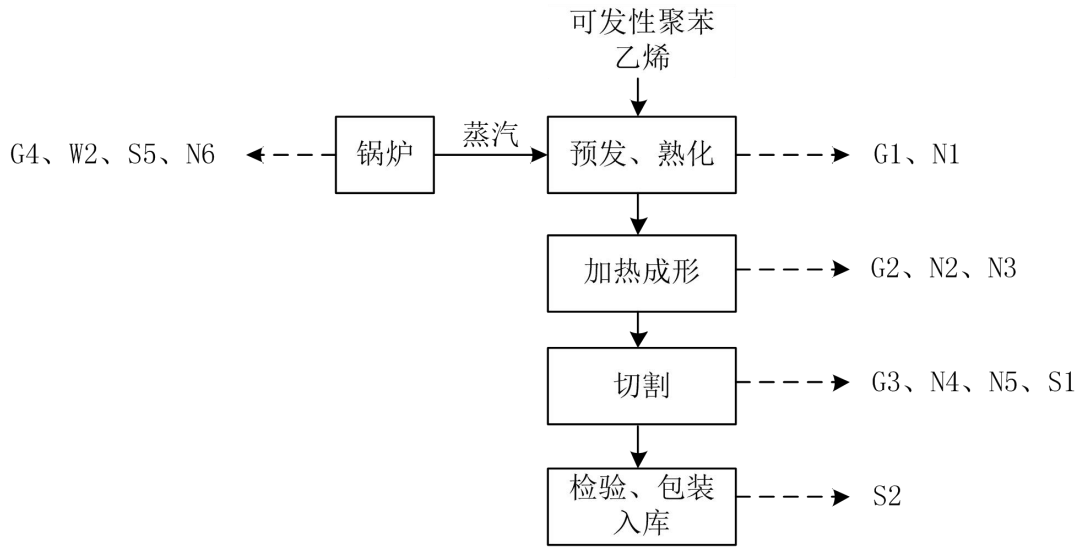 可发性聚苯
乙烯
G4、W2、S5、N6
锅炉
蒸汽
预发、熟化
G1、N1
加热成形
G2、N2、N3
切割
G3、N4、N5、S1
检验、包装
入库
S2